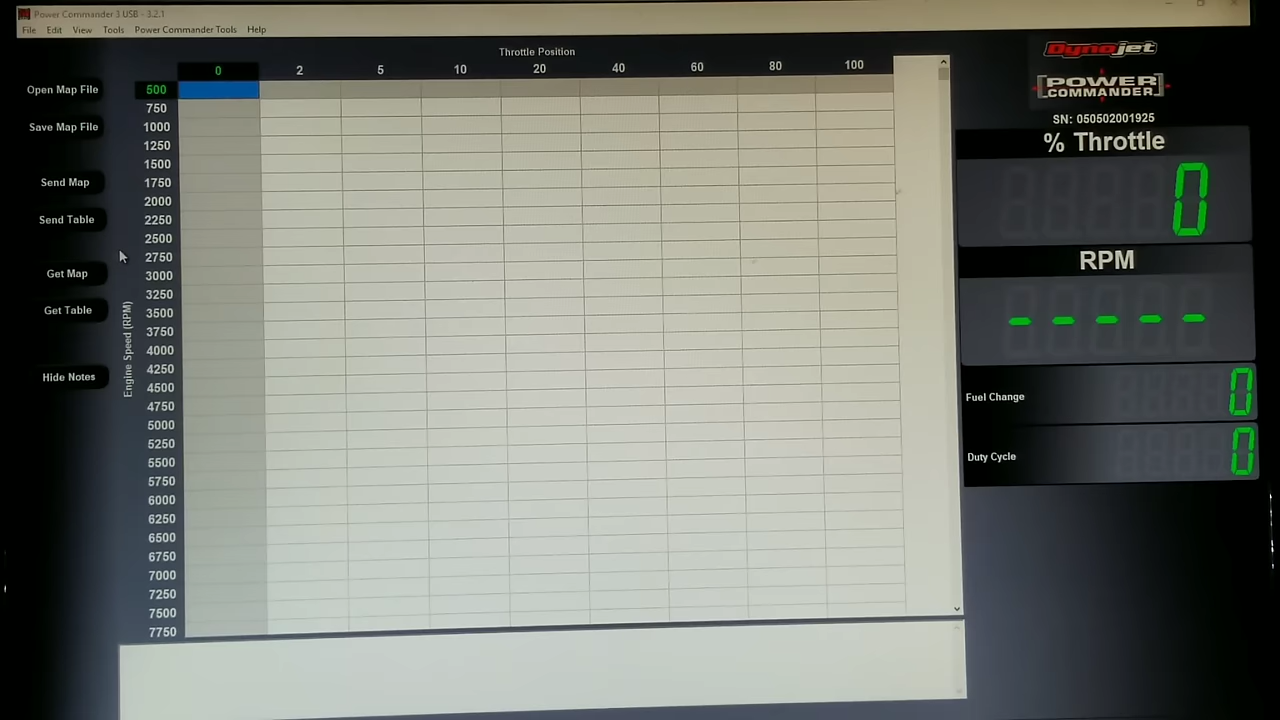 Power Commander 3 USB - 3.2.1
File Edit View Tools Power Commander Tools Help
Throttle Position
0 2 5 10 20 40 60 80 100
Open Map File
Save Map File
Send Map
Send Table
Get Map
Get Table
Hide Notes
Engine Speed (RPM)
500
750
1000
1250
1500
1750
2000
2250
2500
2750
3000
3250
3500
3750
4000
4250
4500
4750
5000
5250
5500
5750
6000
6250
6500
6750
7000
7250
7500
7750
Dynojet
POWER
COMMANDER
SN: 050502001925
% Throttle
0
RPM
- - - - -
Fuel Change 0
Duty Cycle 0